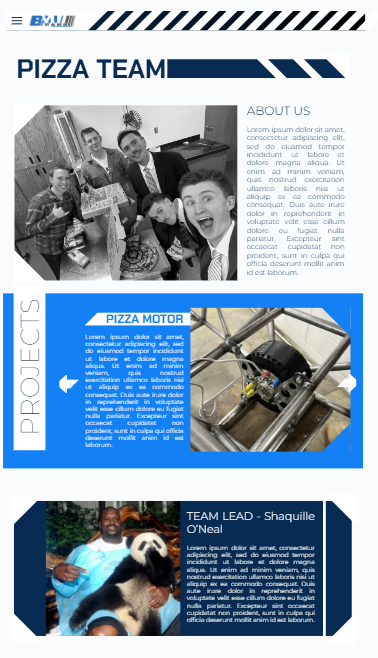 PIZZA TEAM
ABOUT US
Lorem ipsum dolor sit amet,
consectetur adipiscing elit,
sed do eiusmod tempor
incididunt ut labore et
dolore magna aliqua. Ut
enim ad minim veniam,
quis nostrud exercitation
ullamco laboris nisi ut
aliquip ex ea commodo
consequat. Duis aute irure
dolor in reprehenderit in
voluptate velit esse cillum
dolore eu fugiat nulla
pariatur. Excepteur sint
occaecat cupidatat non
proident, sunt in culpa qui
officia deserunt mollit anim
id est laborum.
PROJECTS
PIZZA MOTOR
Lorem ipsum dolor sit amet,
consectetur adipiscing elit, sed
do eiusmod tempor incididunt
ut labore et dolore magna
aliqua. Ut enim ad minim
veniam, quis nostrud
exercitation ullamco laboris nisi
ut aliquip ex ea commodo
consequat. Duis aute irure dolor
in reprehenderit in voluptate
velit esse cillum dolore eu fugiat
nulla pariatur. Excepteur sint
occaecat cupidatat non
proident, sunt in culpa qui officia
deserunt mollit anim id est
laborum.
TEAM LEAD - Shaquille
O'Neal
Lorem ipsum dolor sit amet, consectetur
adipiscing elit, sed do eiusmod tempor
incididunt ut labore et dolore magna
aliqua. Ut enim ad minim veniam, quis
nostrud exercitation ullamco laboris nisi
ut aliquip ex ea commodo consequat.
Duis aute irure dolor in reprehenderit in
voluptate velit esse cillum dolore eu fugiat
nulla pariatur. Excepteur sint occaecat
cupidatat non proident, sunt in culpa qui
officia deserunt mollit anim id est laborum.